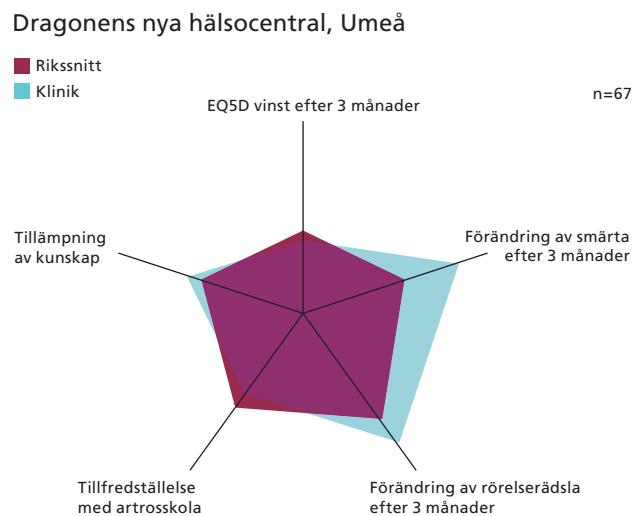 Dragonens nya hälsocentral, Umeå
Rikssnitt
Klinik
n=67
EQ5D vinst efter 3 månader
Tillämpning
av kunskap
Förändring av smärta
efter 3 månader
Tillfredställelse
med artrosskola
Förändring av rörelserädsla
efter 3 månader